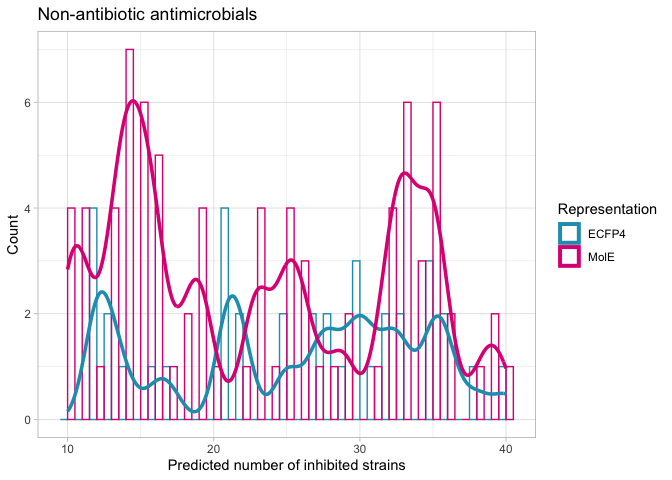 Non-antibiotic antimicrobials
6
4
2
0
Count
10 20 30 40
Predicted number of inhibited strains
Representation
ECFP4
MolE